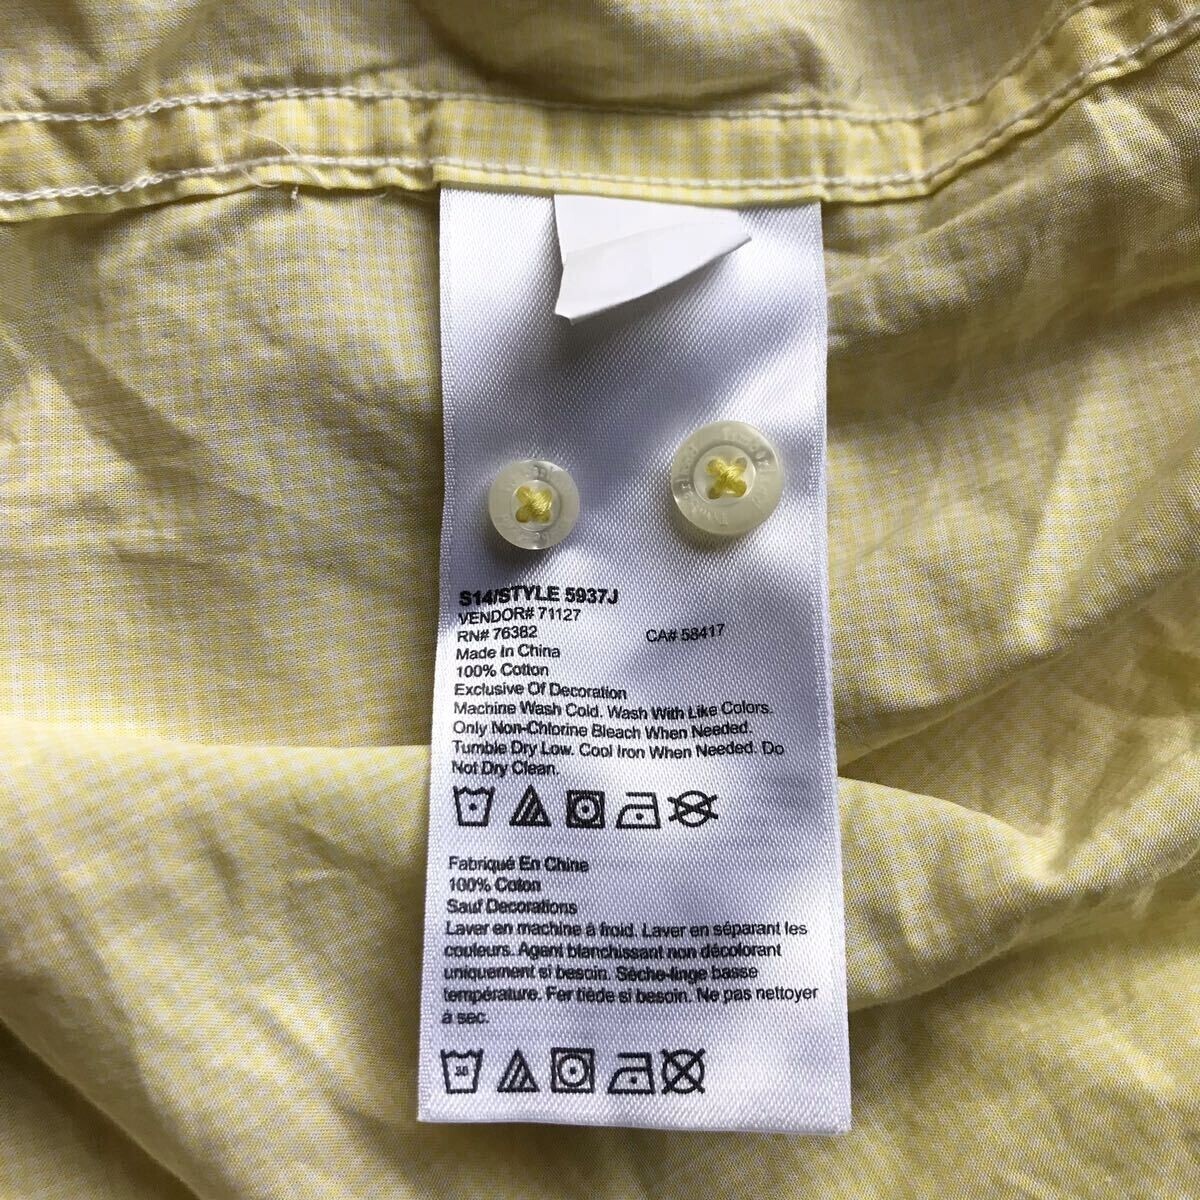 S14/STYLE 5937J
VENDOR# 71127
RN# 76382 CA# 58417
Made In China
100% Cotton
Exclusive Of Decoration
Machine Wash Cold. Wash With Like Colors.
Only Non-Chlorine Bleach When Needed.
Tumble Dry Low. Cool Iron When Needed. Do
Not Dry Clean.
Fabriqué En Chine
100% Coton
Sauf Decorations
Laver en machine à froid. Laver en séparant les
couleurs. Agent blanchissant non décolorant
uniquement si besoin. Sèche-linge basse
température. Fer tiède si besoin. Ne pas nettoyer
à sec.
30